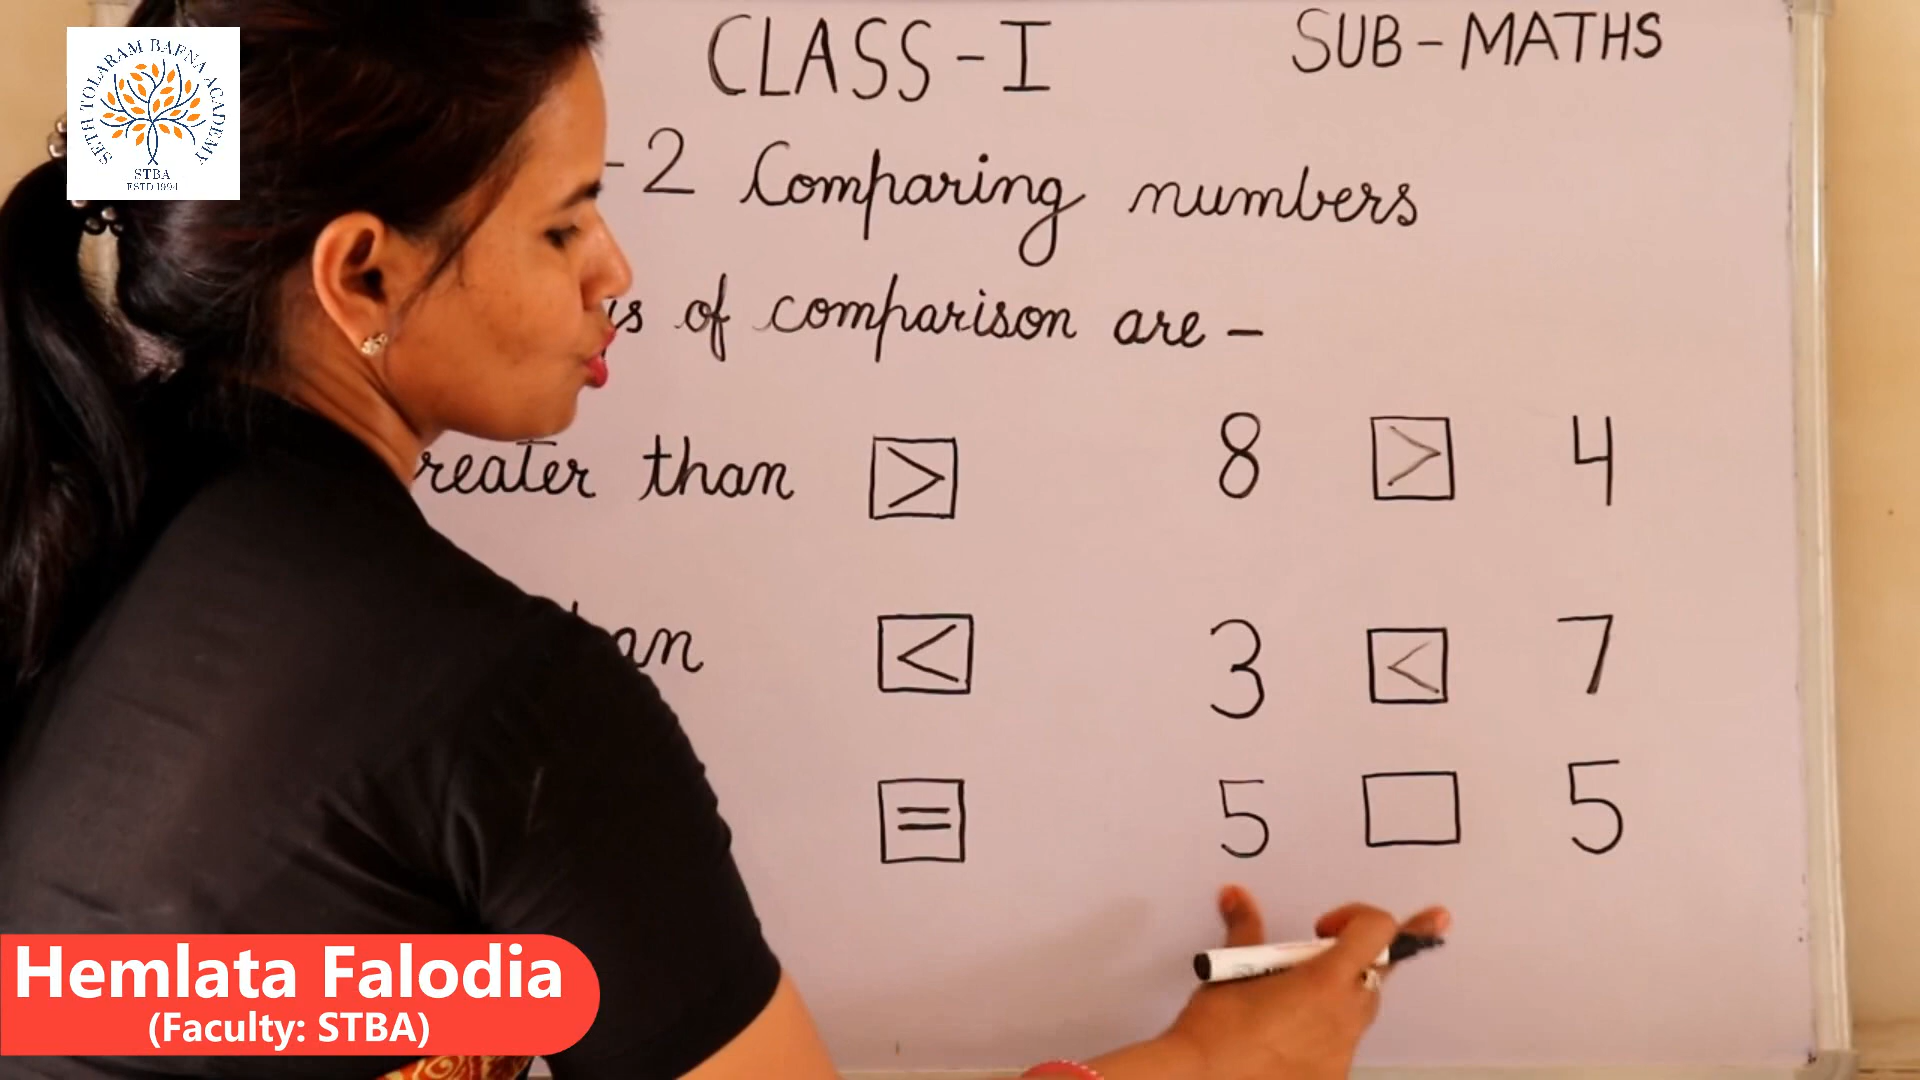 SETH TOLARAM BAFNA ACADEMY
STBA
ESTD 1994
CLASS-I
SUB-MATHS
-2 Comparing numbers
of comparison are -
reater than > 8 > 4
an < 3 < 7
= 5 5
Hemlata Falodia
(Faculty: STBA)